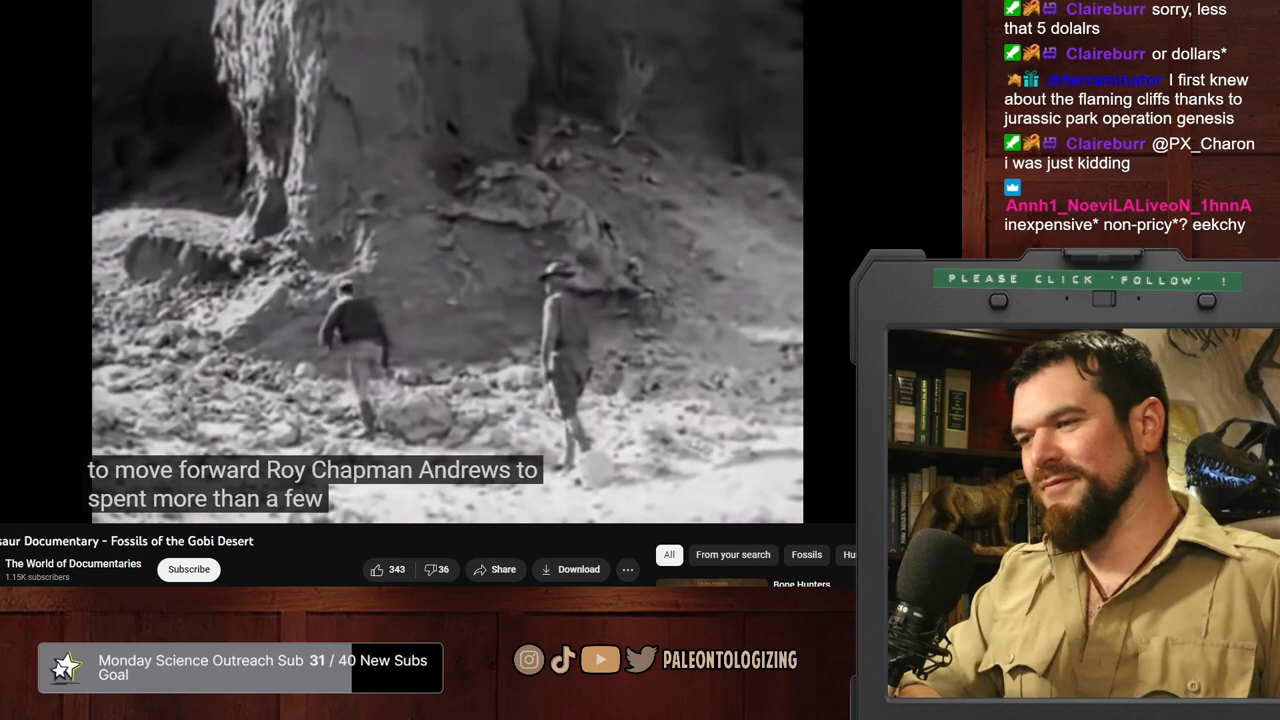 Claireburr sorry, less
that 5 dolalrs
Claireburr or dollars*
drterraminator I first knew
about the flaming cliffs thanks to
jurassic park operation genesis
Claireburr @PX_Charon
i was just kidding
Annh1_NoeviLALiveoN_1hnnA
inexpensive* non-pricy*? eekchy
PLEASE CLICK 'FOLLOW' !
to move forward Roy Chapman Andrews to
spent more than a few
saur Documentary - Fossils of the Gobi Desert
The World of Documentaries
1.15K subscribers
Subscribe
343
36
Share
Download
All
From your search
Fossils
Hu
Bone Hunters
Monday Science Outreach Sub 31 / 40 New Subs
Goal
PALEONTOLOGIZING